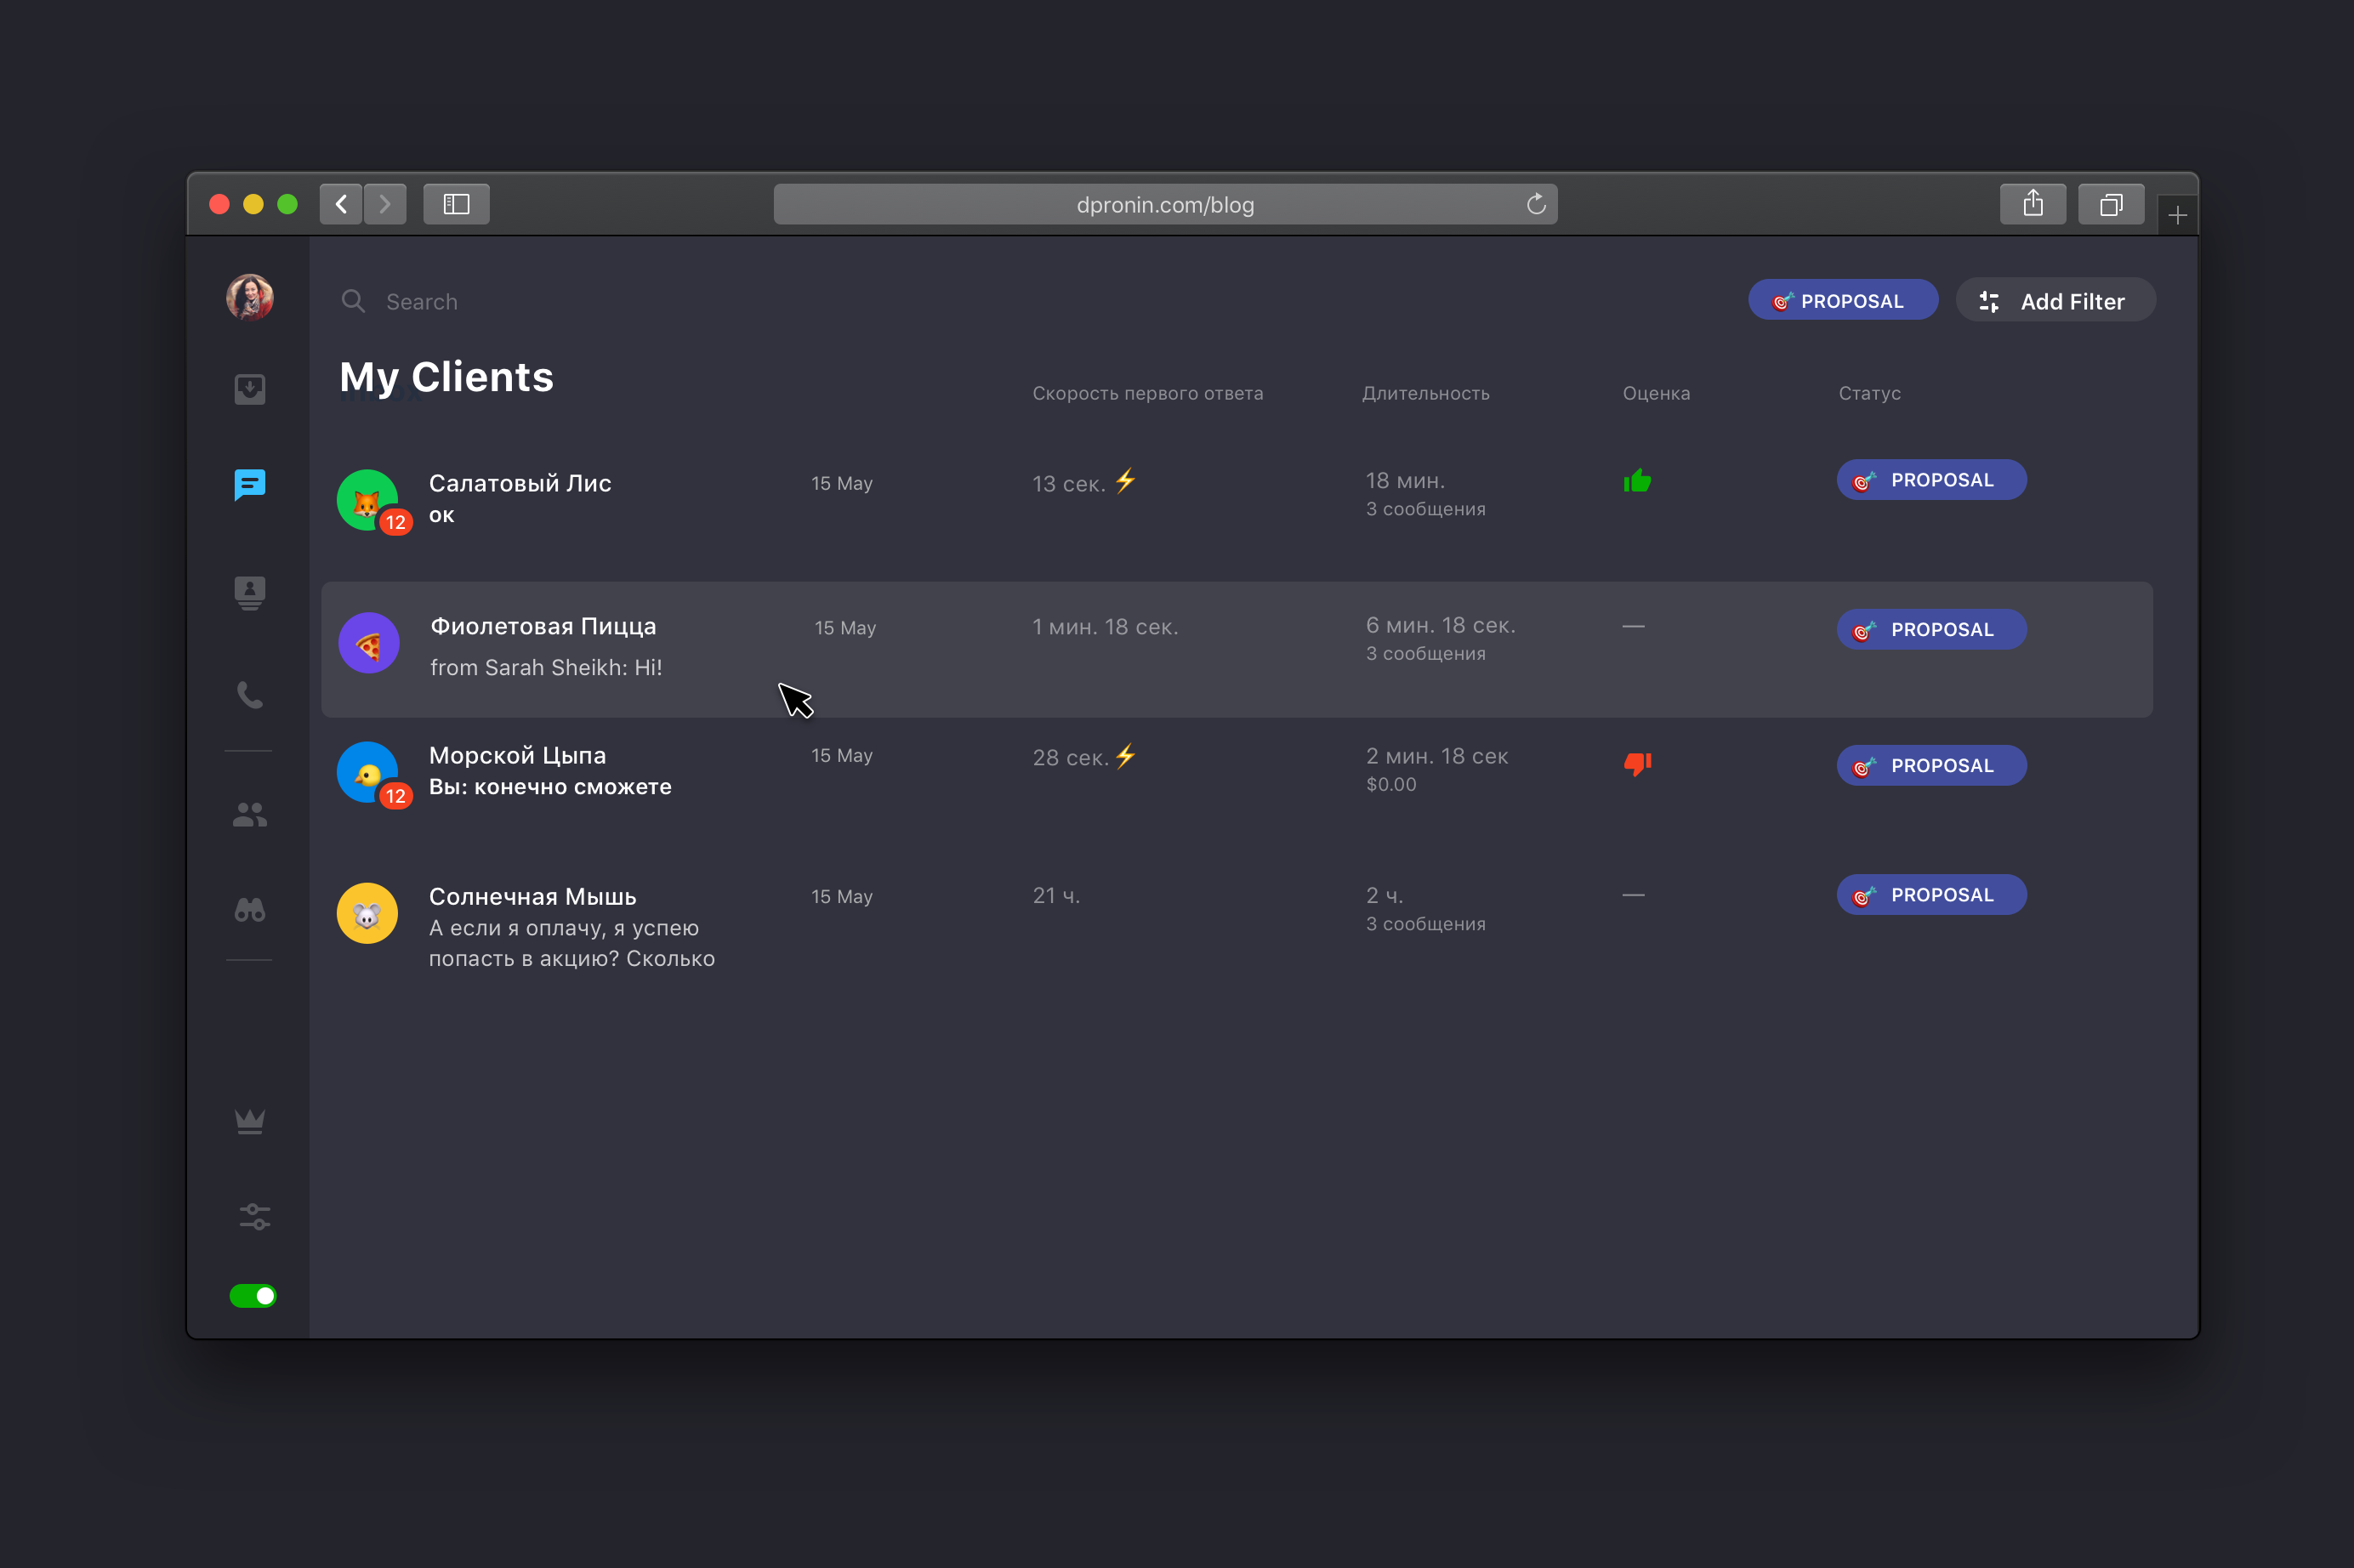 dpronin.com/blog
Search
PROPOSAL
Add Filter
My Clients
Скорость первого ответа
Длительность
Оценка
Статус
Салатовый Лис
ок
12
15 May
13 сек.
18 мин.
3 сообщения
PROPOSAL
Фиолетовая Пицца
from Sarah Sheikh: Hi!
15 May
1 мин. 18 сек.
6 мин. 18 сек.
3 сообщения
—
PROPOSAL
Морской Цыпа
Вы: конечно сможете
12
15 May
28 сек.
2 мин. 18 сек
$0.00
PROPOSAL
Солнечная Мышь
А если я оплачу, я успею
попасть в акцию? Сколько
15 May
21 ч.
2 ч.
3 сообщения
—
PROPOSAL